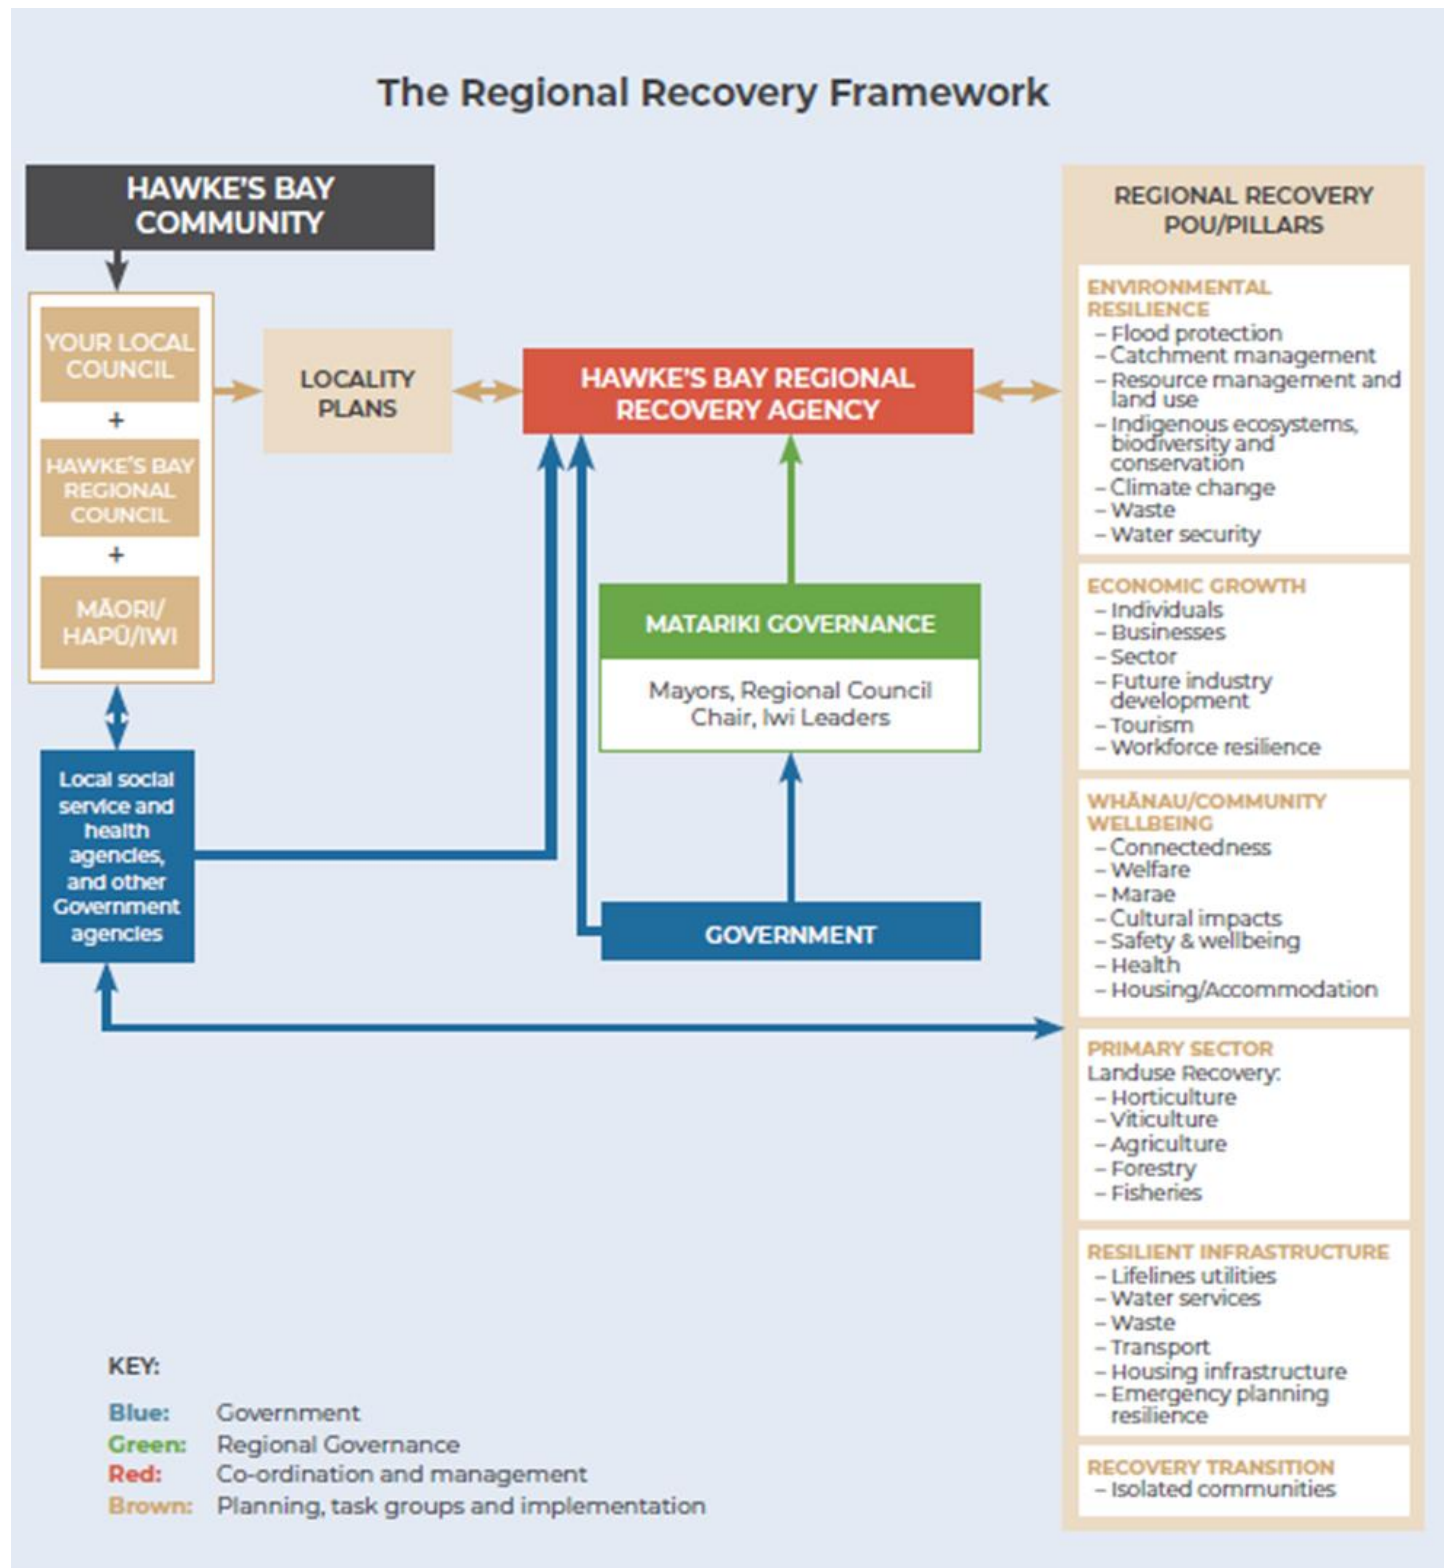 The Regional Recovery Framework
HAWKE'S BAY
COMMUNITY
YOUR LOCAL
COUNCIL
+
HAWKE'S BAY
REGIONAL
COUNCIL
+
MĀORI/
HAPŪ/IWI
Local social
service and
health
agencies,
and other
Government
agencies
LOCALITY
PLANS
HAWKE'S BAY REGIONAL
RECOVERY AGENCY
MATARIKI GOVERNANCE
Mayors, Regional Council
Chair, Iwi Leaders
GOVERNMENT
REGIONAL RECOVERY
POU/PILLARS
ENVIRONMENTAL
RESILIENCE
– Flood protection
– Catchment management
– Resource management and
land use
– Indigenous ecosystems,
biodiversity and
conservation
– Climate change
– Waste
– Water security
ECONOMIC GROWTH
– Individuals
– Businesses
– Sector
– Future industry
development
– Tourism
– Workforce resilience
WHĀNAU/COMMUNITY
WELLBEING
– Connectedness
– Welfare
– Marae
– Cultural impacts
– Safety & wellbeing
– Health
– Housing/Accommodation
PRIMARY SECTOR
Landuse Recovery:
– Horticulture
– Viticulture
– Agriculture
– Forestry
– Fisheries
RESILIENT INFRASTRUCTURE
– Lifelines utilities
– Water services
– Waste
– Transport
– Housing infrastructure
– Emergency planning
resilience
RECOVERY TRANSITION
– Isolated communities
KEY:
Blue: Government
Green: Regional Governance
Red: Co-ordination and management
Brown: Planning, task groups and implementation